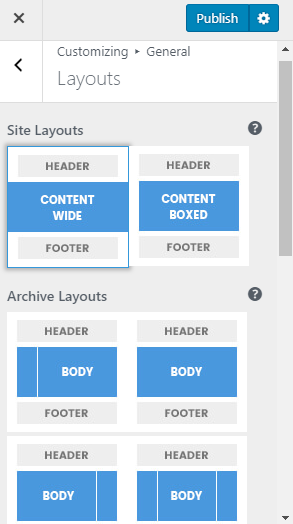 Publish
Customizing ▸ General
Layouts
Site Layouts
HEADER
HEADER
CONTENT
WIDE
CONTENT
BOXED
FOOTER
FOOTER
Archive Layouts
HEADER
HEADER
BODY
BODY
FOOTER
FOOTER
HEADER
HEADER
BODY
BODY